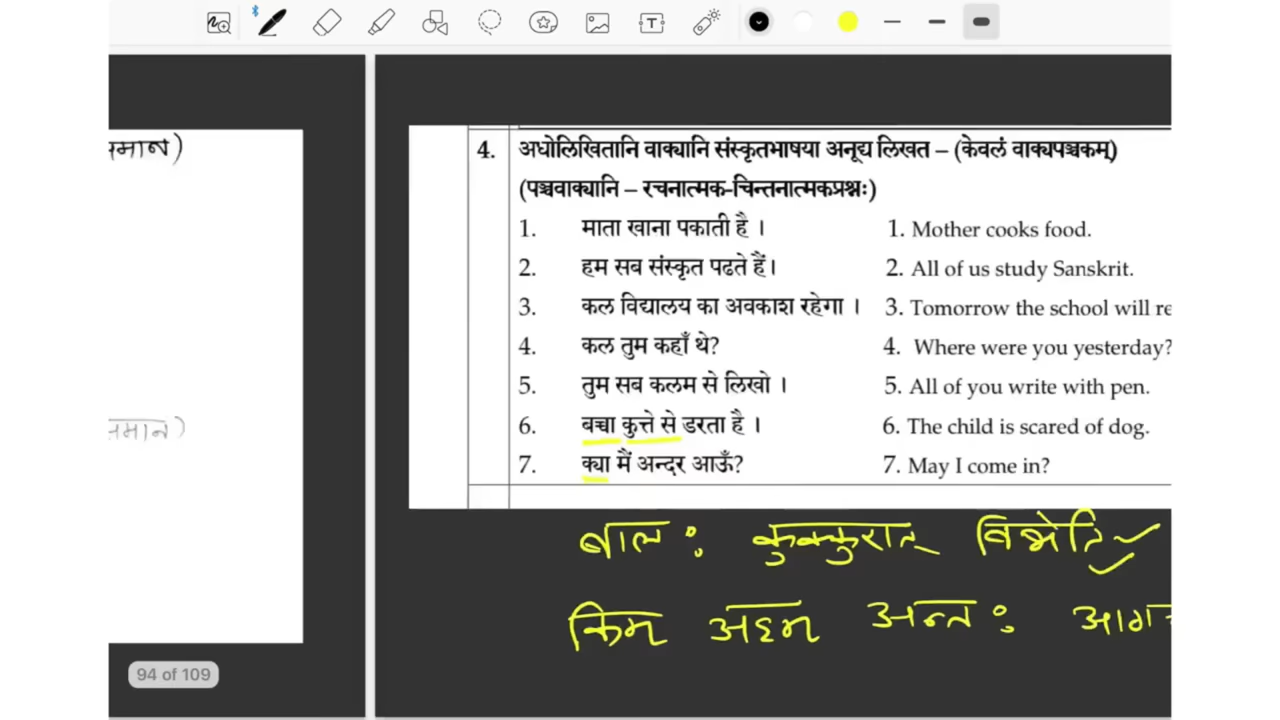 समान)
समान)
4. अधोलिखितानि वाक्यानि संस्कृतभाषया अनूद्य लिखत – (केवलं वाक्यपञ्चकम्)
(पञ्चवाक्यानि – रचनात्मक-चिन्तनात्मकप्रश्नः)
1. माता खाना पकाती है । 1. Mother cooks food.
2. हम सब संस्कृत पढते हैं। 2. All of us study Sanskrit.
3. कल विद्यालय का अवकाश रहेगा । 3. Tomorrow the school will re
4. कल तुम कहाँ थे? 4. Where were you yesterday?
5. तुम सब कलम से लिखो । 5. All of you write with pen.
6. बच्चा कुत्ते से डरता है । 6. The child is scared of dog.
7. क्या मैं अन्दर आऊँ? 7. May I come in?
बालः कुक्कुरात् बिभेति
किम् अहम् अन्तः आग
94 of 109